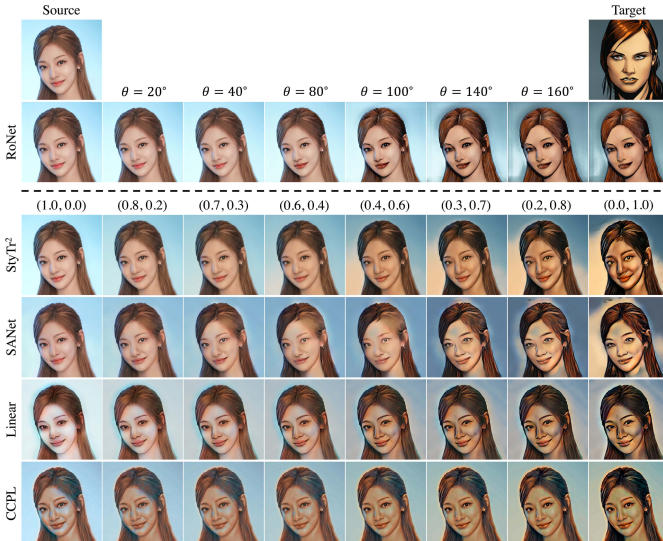 Source
Target
θ = 20° θ = 40° θ = 80° θ = 100° θ = 140° θ = 160°
RoNet
(1.0, 0.0) (0.8, 0.2) (0.7, 0.3) (0.6, 0.4) (0.4, 0.6) (0.3, 0.7) (0.2, 0.8) (0.0, 1.0)
StyTr²
SANet
Linear
CCPL